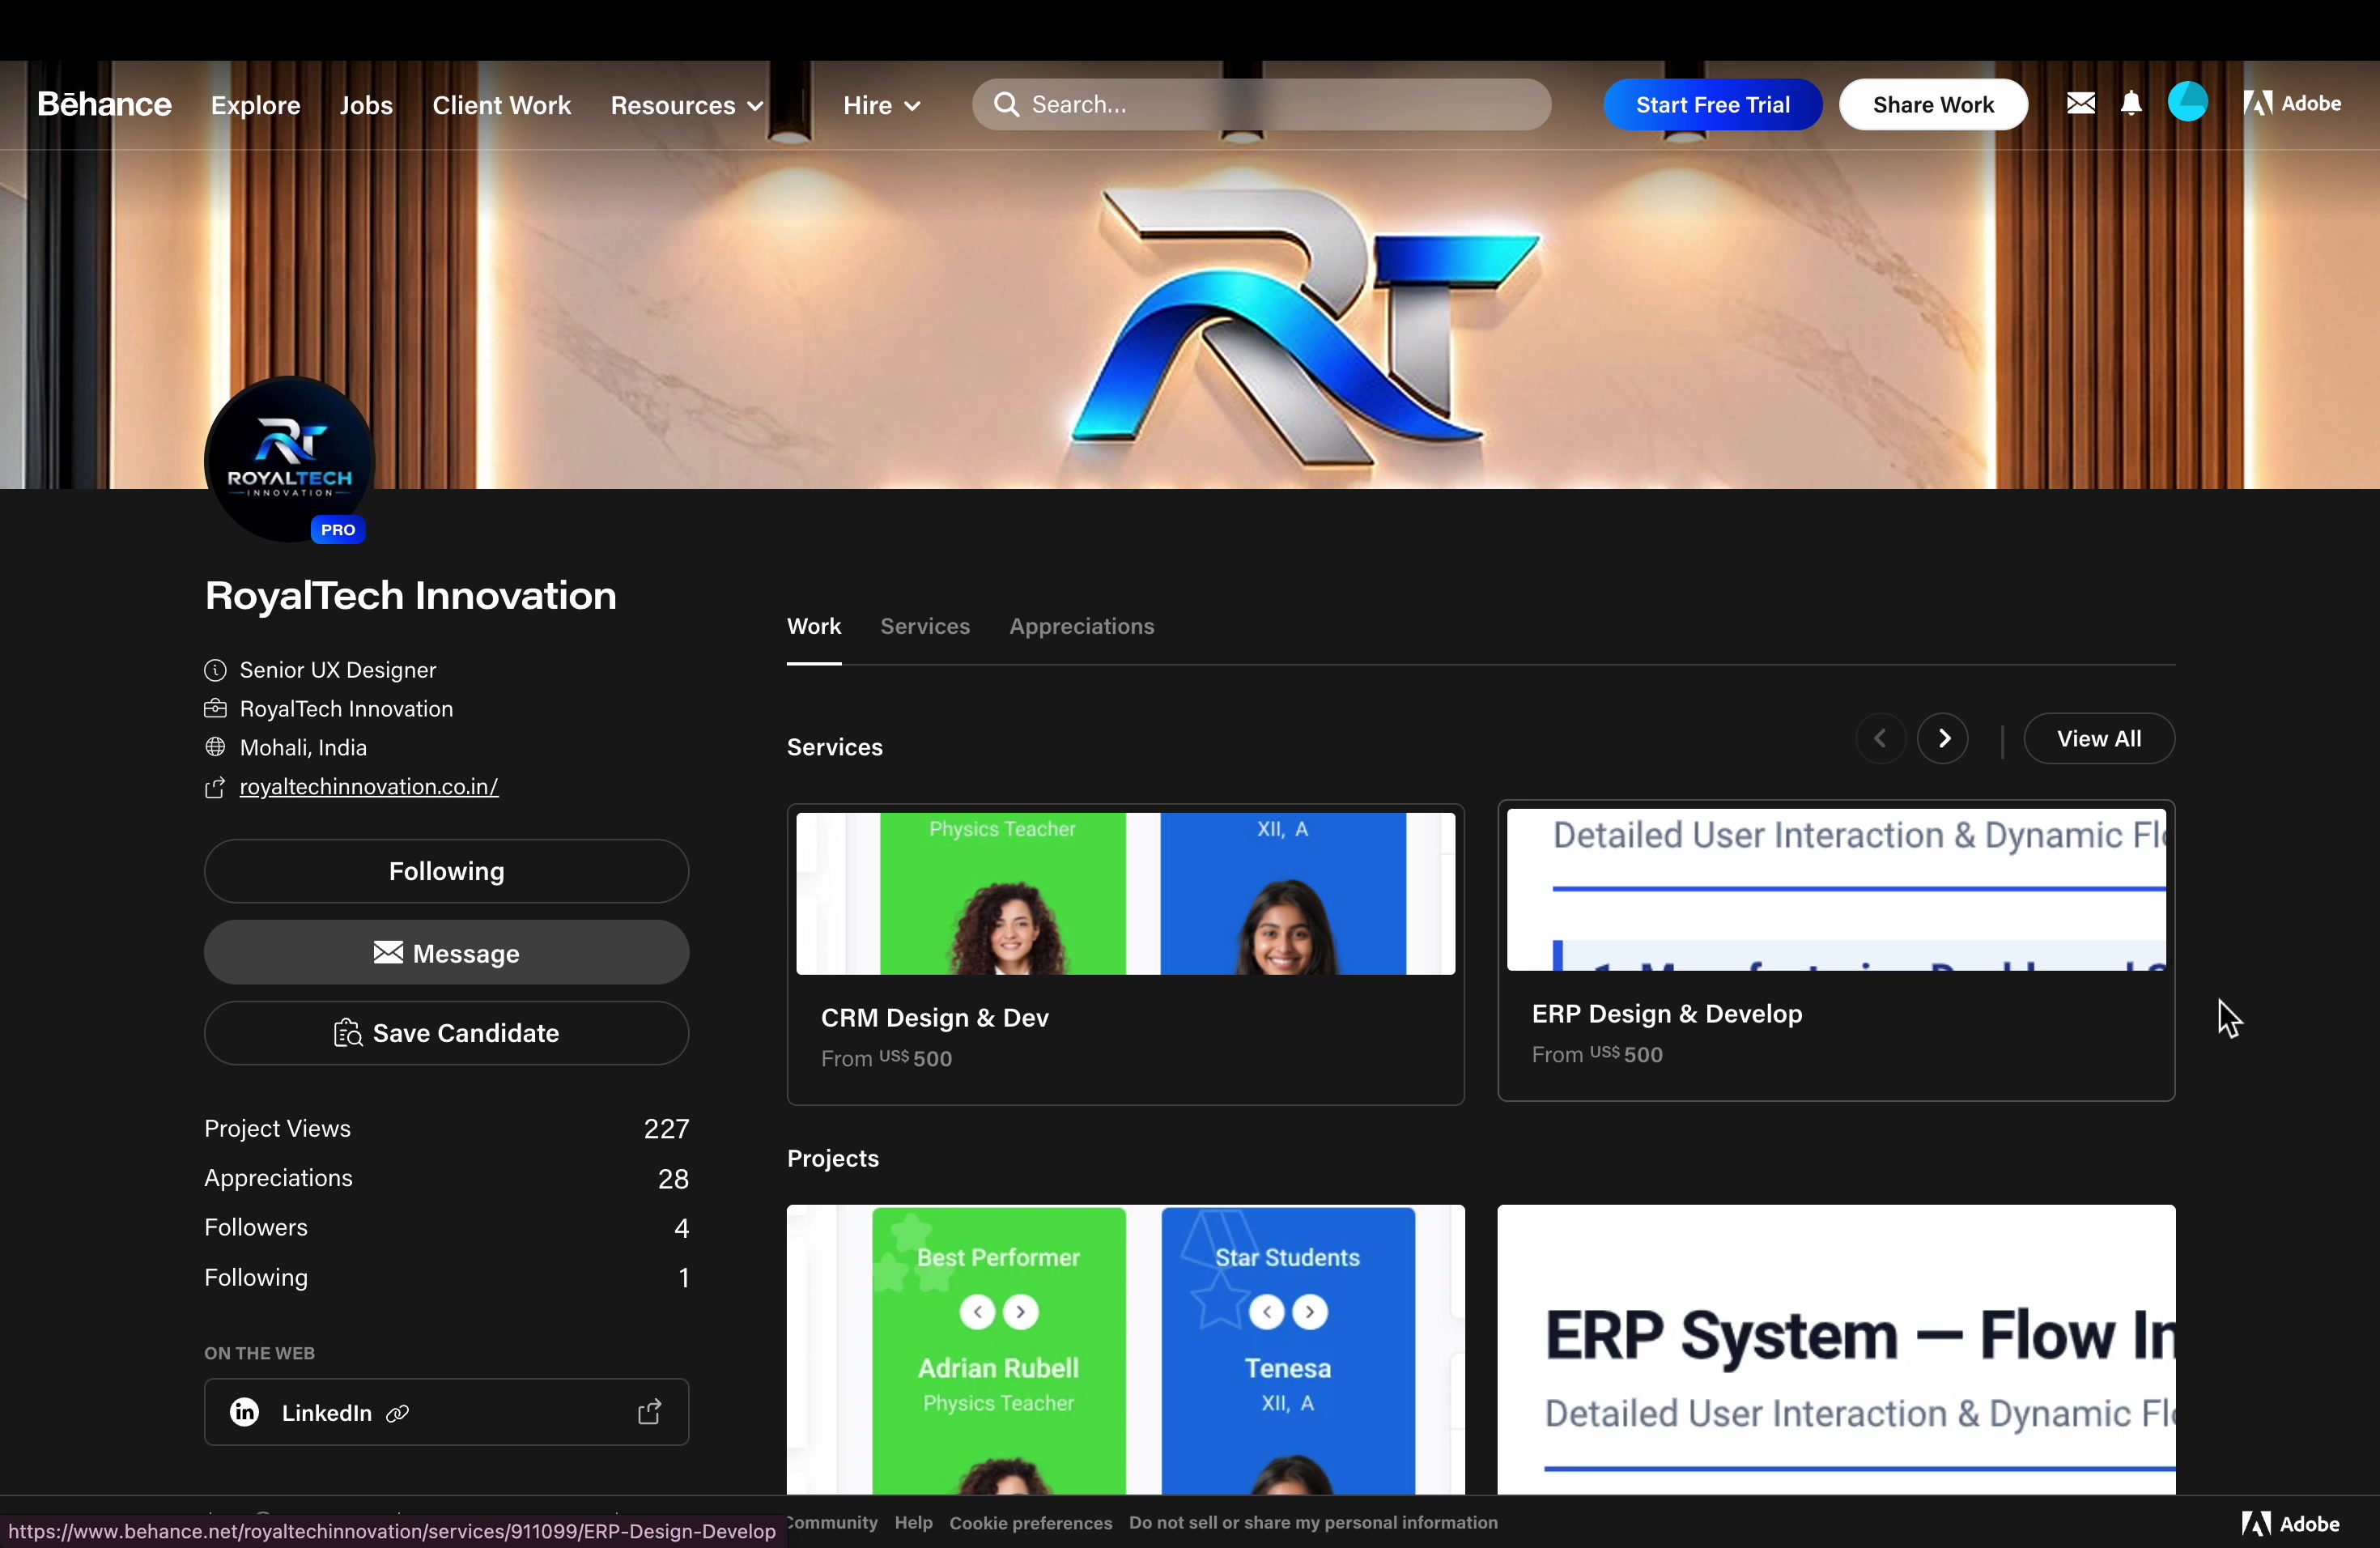 Bēhance
Explore
Jobs
Client Work
Resources
Hire
Search...
Start Free Trial
Share Work
Adobe
RT
RT
ROYALTECH
INNOVATION
PRO
RoyalTech Innovation
Senior UX Designer
RoyalTech Innovation
Mohali, India
royaltechinnovation.co.in/
Following
Message
Save Candidate
Project Views 227
Appreciations 28
Followers 4
Following 1
ON THE WEB
LinkedIn
Work
Services
Appreciations
Services
View All
Physics Teacher
XII, A
CRM Design & Dev
From US$ 500
Detailed User Interaction & Dynamic Fl
ERP Design & Develop
From US$ 500
Projects
Best Performer
Adrian Rubell
Physics Teacher
Star Students
Tenesa
XII, A
ERP System — Flow In
Detailed User Interaction & Dynamic Fl
https://www.behance.net/royaltechinnovation/services/911099/ERP-Design-Develop
Community
Help
Cookie preferences
Do not sell or share my personal information
Adobe